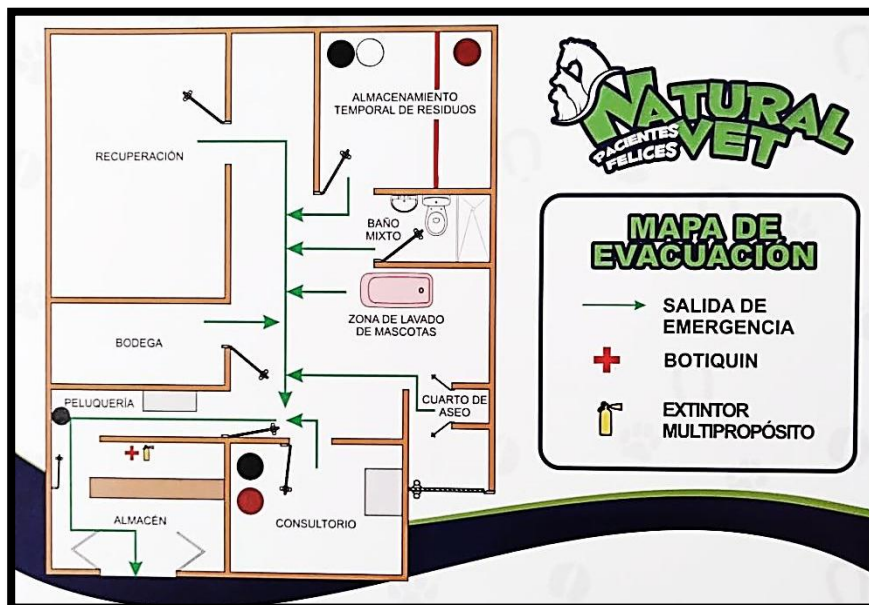 NATURAL
VET
PACIENTES
FELICES
MAPA DE
EVACUACIÓN
SALIDA DE
EMERGENCIA
BOTIQUIN
EXTINTOR
MULTIPROPÓSITO
RECUPERACIÓN
ALMACENAMIENTO
TEMPORAL DE RESIDUOS
BAÑO
MIXTO
ZONA DE LAVADO
DE MASCOTAS
BODEGA
PELUQUERÍA
CUARTO DE
ASEO
ALMACÉN
CONSULTORIO